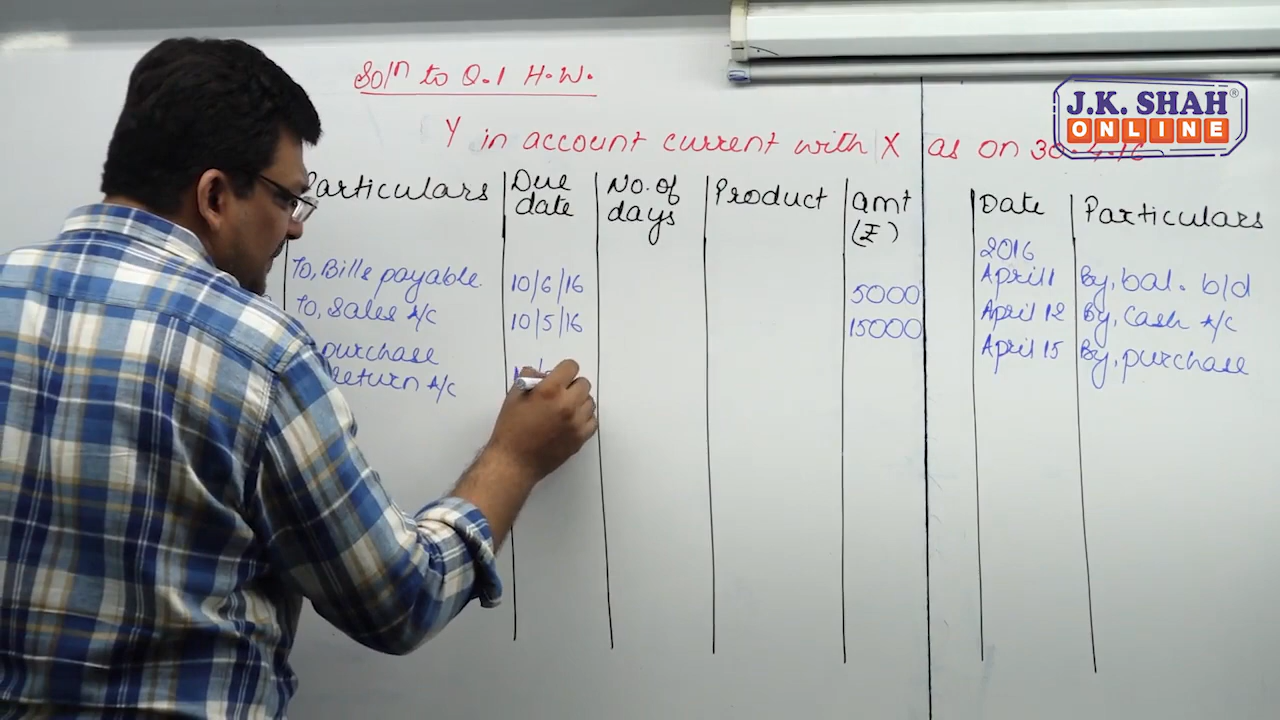 Soln to Q.1 H.W.
J.K. SHAH®
ONLINE
Y in account current with X as on 30.4.16
Particulars Due date No. of days Product amt (₹) Date Particulars
2016
To, Bills payable 10/6/16 5000 April 1 By, bal. b/d
To, Sales A/c 10/5/16 15000 April 12 By, Cash A/c
purchase April 15 By, purchase
Return A/c